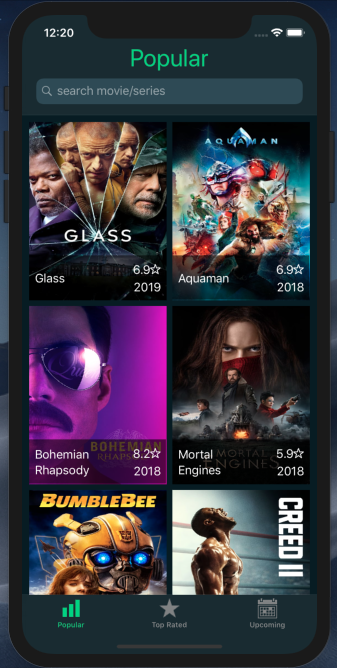 12:20
Popular
search movie/series
GLASS
Glass
6.9☆
2019
AQUAMAN
Aquaman
6.9☆
2018
BOHEMIAN
RHAPSODY
Bohemian
Rhapsody
8.2☆
2018
MORTAL
ENGINES
Mortal
Engines
5.9☆
2018
BUMBLEBEE
CREED II
Popular
Top Rated
Upcoming